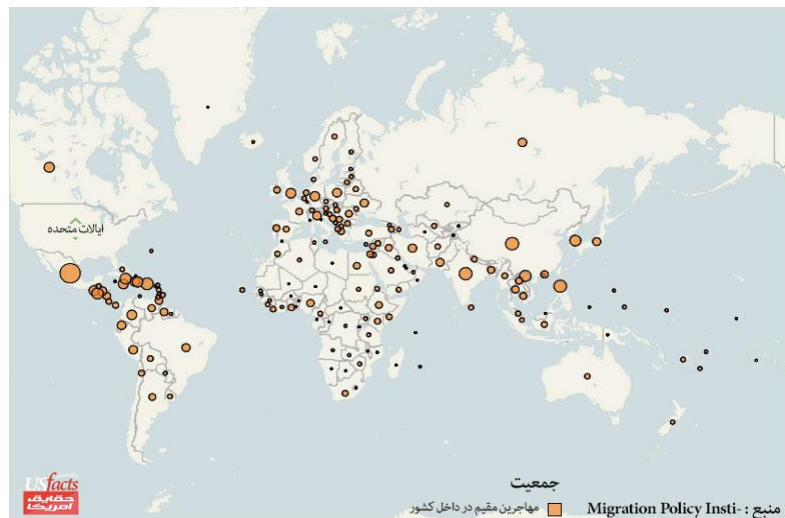 ایالات متحده
جمعیت
مهاجرین مقیم در داخل کشور
منبع : Migration Policy Insti-
USfacts
حقایق
امریکا